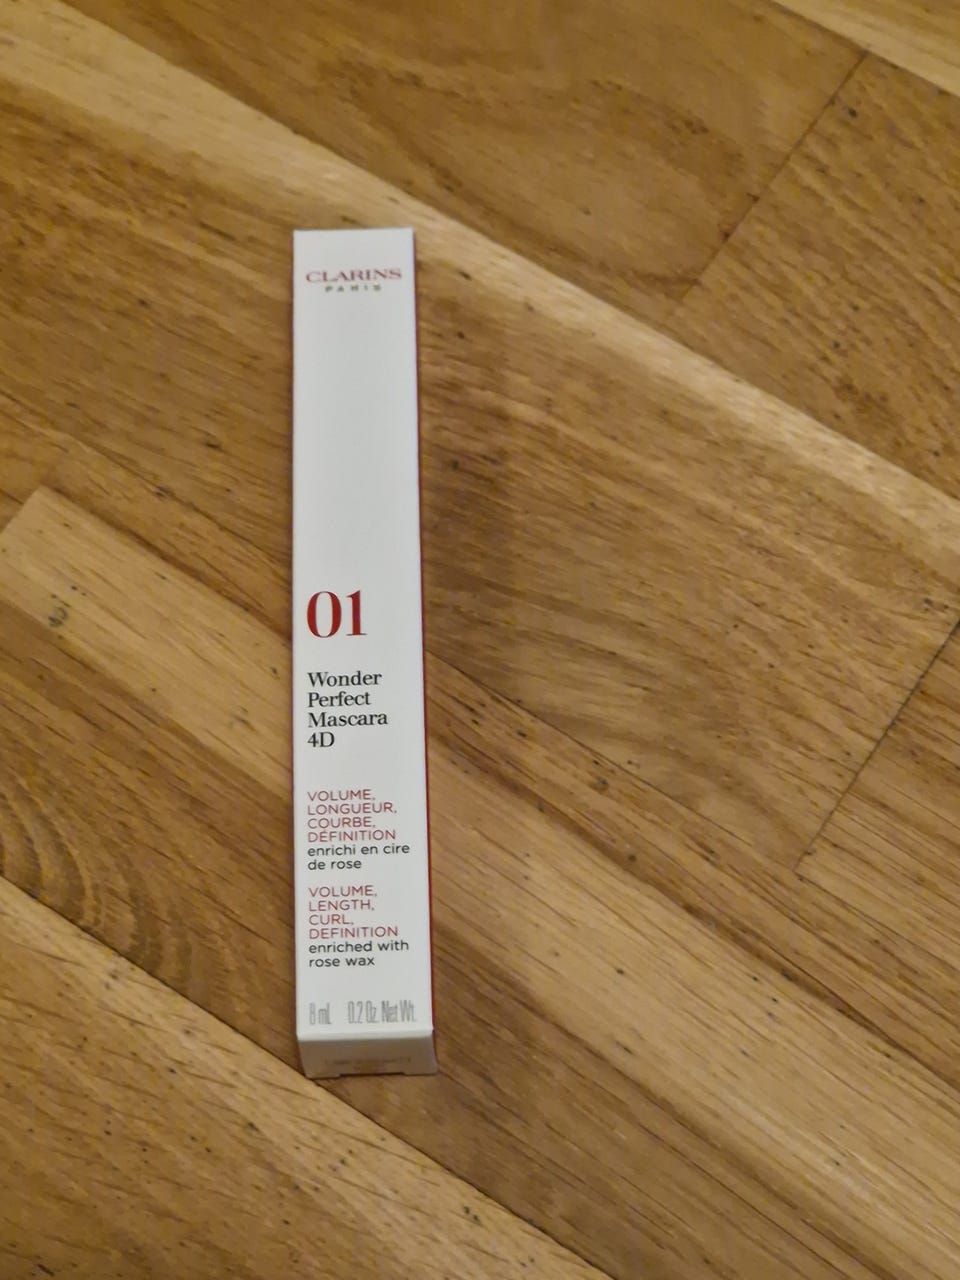 CLARINS
PARIS
01
Wonder
Perfect
Mascara
4D
VOLUME,
LONGUEUR,
COURBE,
DÉFINITION
enrichi en cire
de rose
VOLUME,
LENGTH,
CURL,
DEFINITION
enriched with
rose wax
8 mL 0.2 Oz. Net Wt.